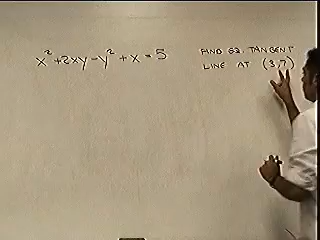 x² + 2xy - y² + x = 5
FIND EQ. TANGENT
LINE AT (3,7)